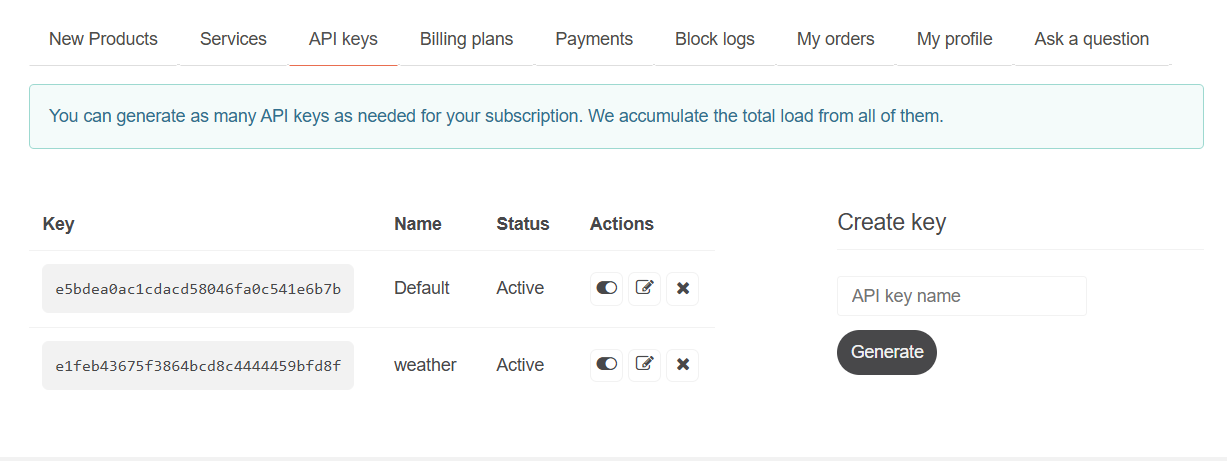 New Products Services API keys Billing plans Payments Block logs My orders My profile Ask a question
You can generate as many API keys as needed for your subscription. We accumulate the total load from all of them.
Key Name Status Actions
e5bdea0ac1cdacd58046fa0c541e6b7b Default Active
e1feb43675f3864bcd8c4444459bfd8f weather Active
Create key
API key name
Generate